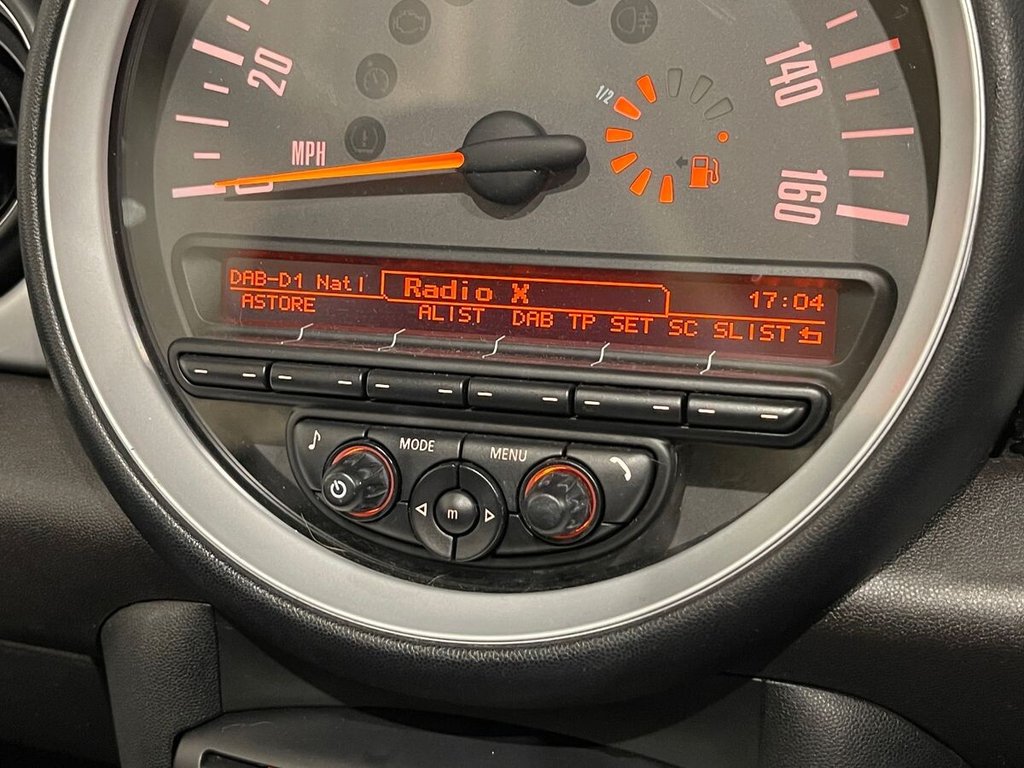 20
140
1/2
MPH
0
160
DAB-D1 Natl Radio X 17:04
ASTORE ALIST DAB TP SET SC SLIST
MODE MENU
m